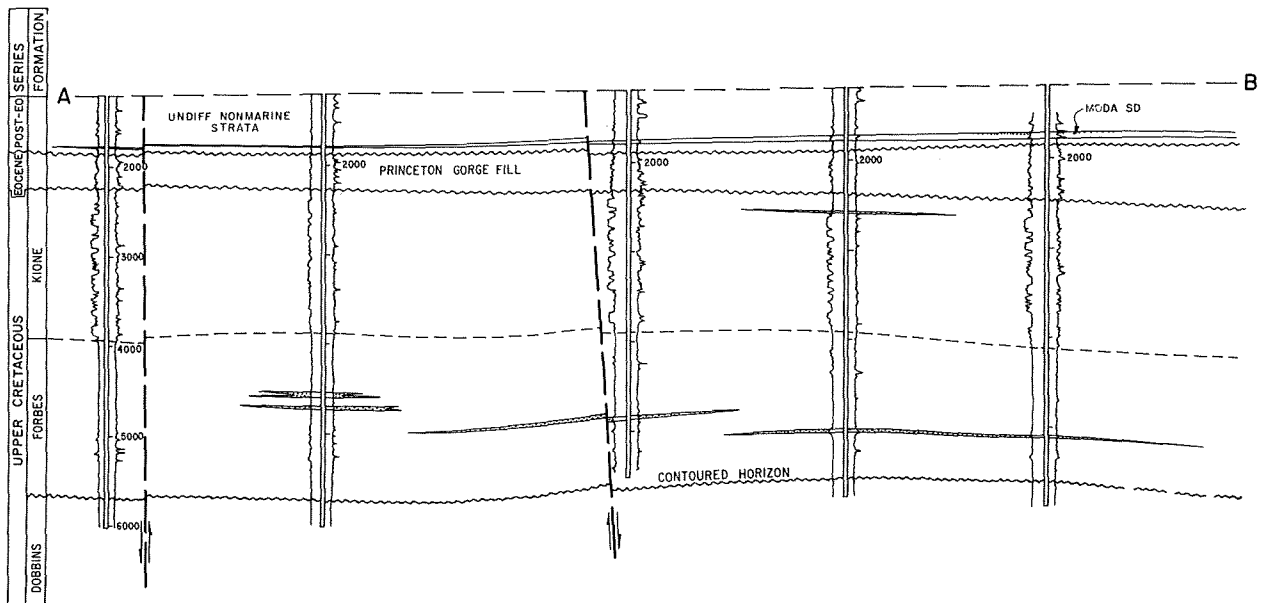 SERIES
FORMATION
POST-EO
EOCENE
UPPER CRETACEOUS
KIONE
FORBES
DOBBINS
A
B
UNDIFF NONMARINE
STRATA
MODA SD
PRINCETON GORGE FILL
2000
2000
2000
2000
2000
3000
4000
5000
6000
CONTOURED HORIZON